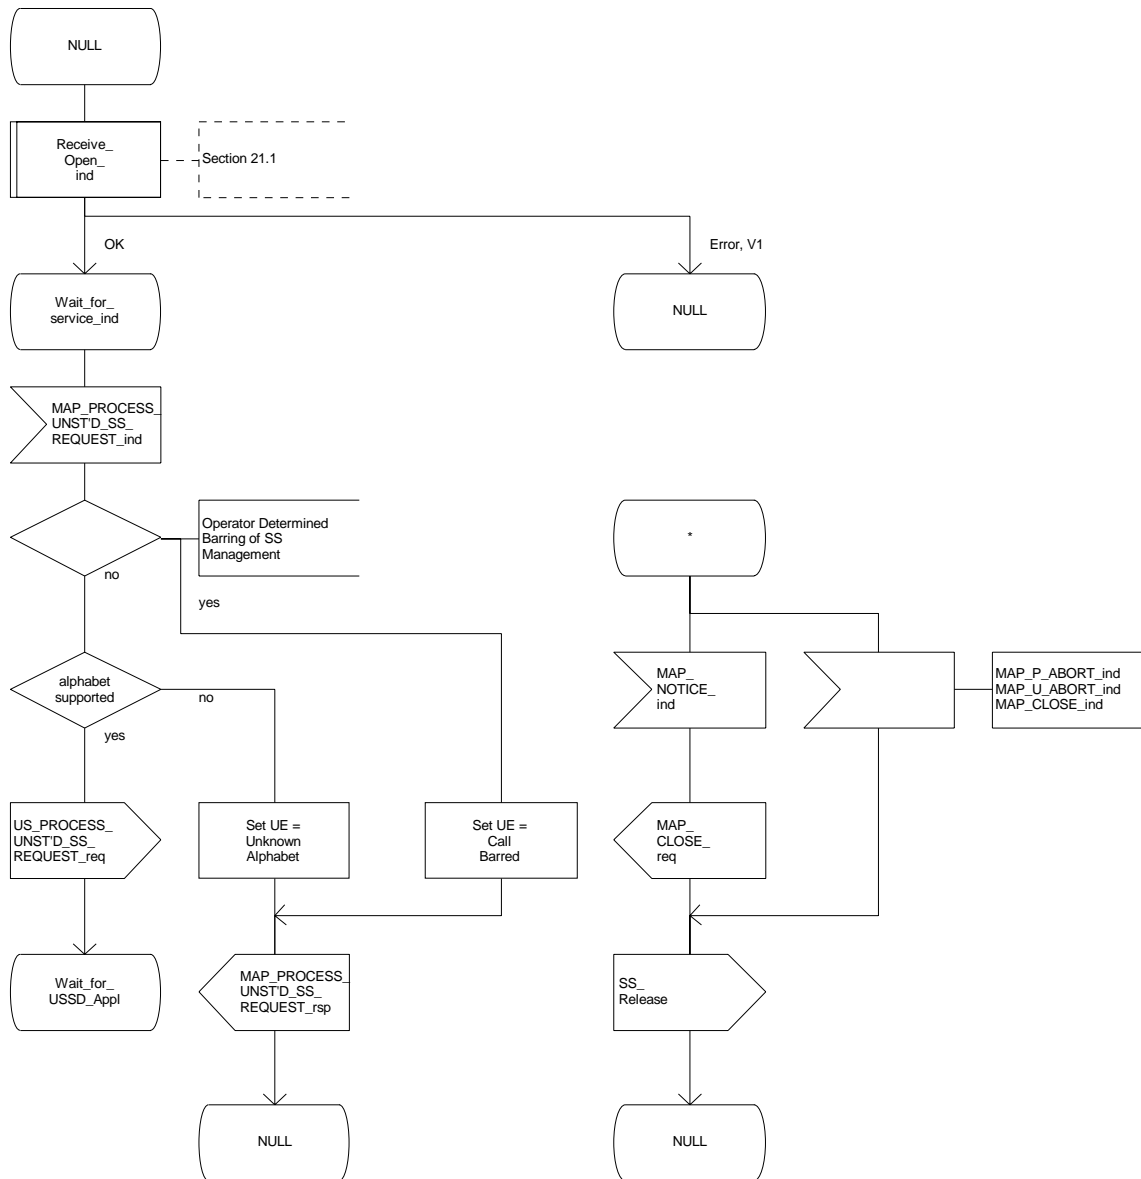 NULL
Receive_
Open_
ind
Section 21.1
OK
Error, V1
Wait_for_
service_ind
NULL
MAP_PROCESS_
UNST'D_SS_
REQUEST_ind
Operator Determined
Barring of SS
Management
*
no
yes
alphabet
supported
no
yes
MAP_
NOTICE_
ind
MAP_P_ABORT_ind
MAP_U_ABORT_ind
MAP_CLOSE_ind
US_PROCESS_
UNST'D_SS_
REQUEST_req
Set UE =
Unknown
Alphabet
Set UE =
Call
Barred
MAP_
CLOSE_
req
Wait_for_
USSD_Appl
MAP_PROCESS_
UNST'D_SS_
REQUEST_rsp
SS_
Release
NULL
NULL